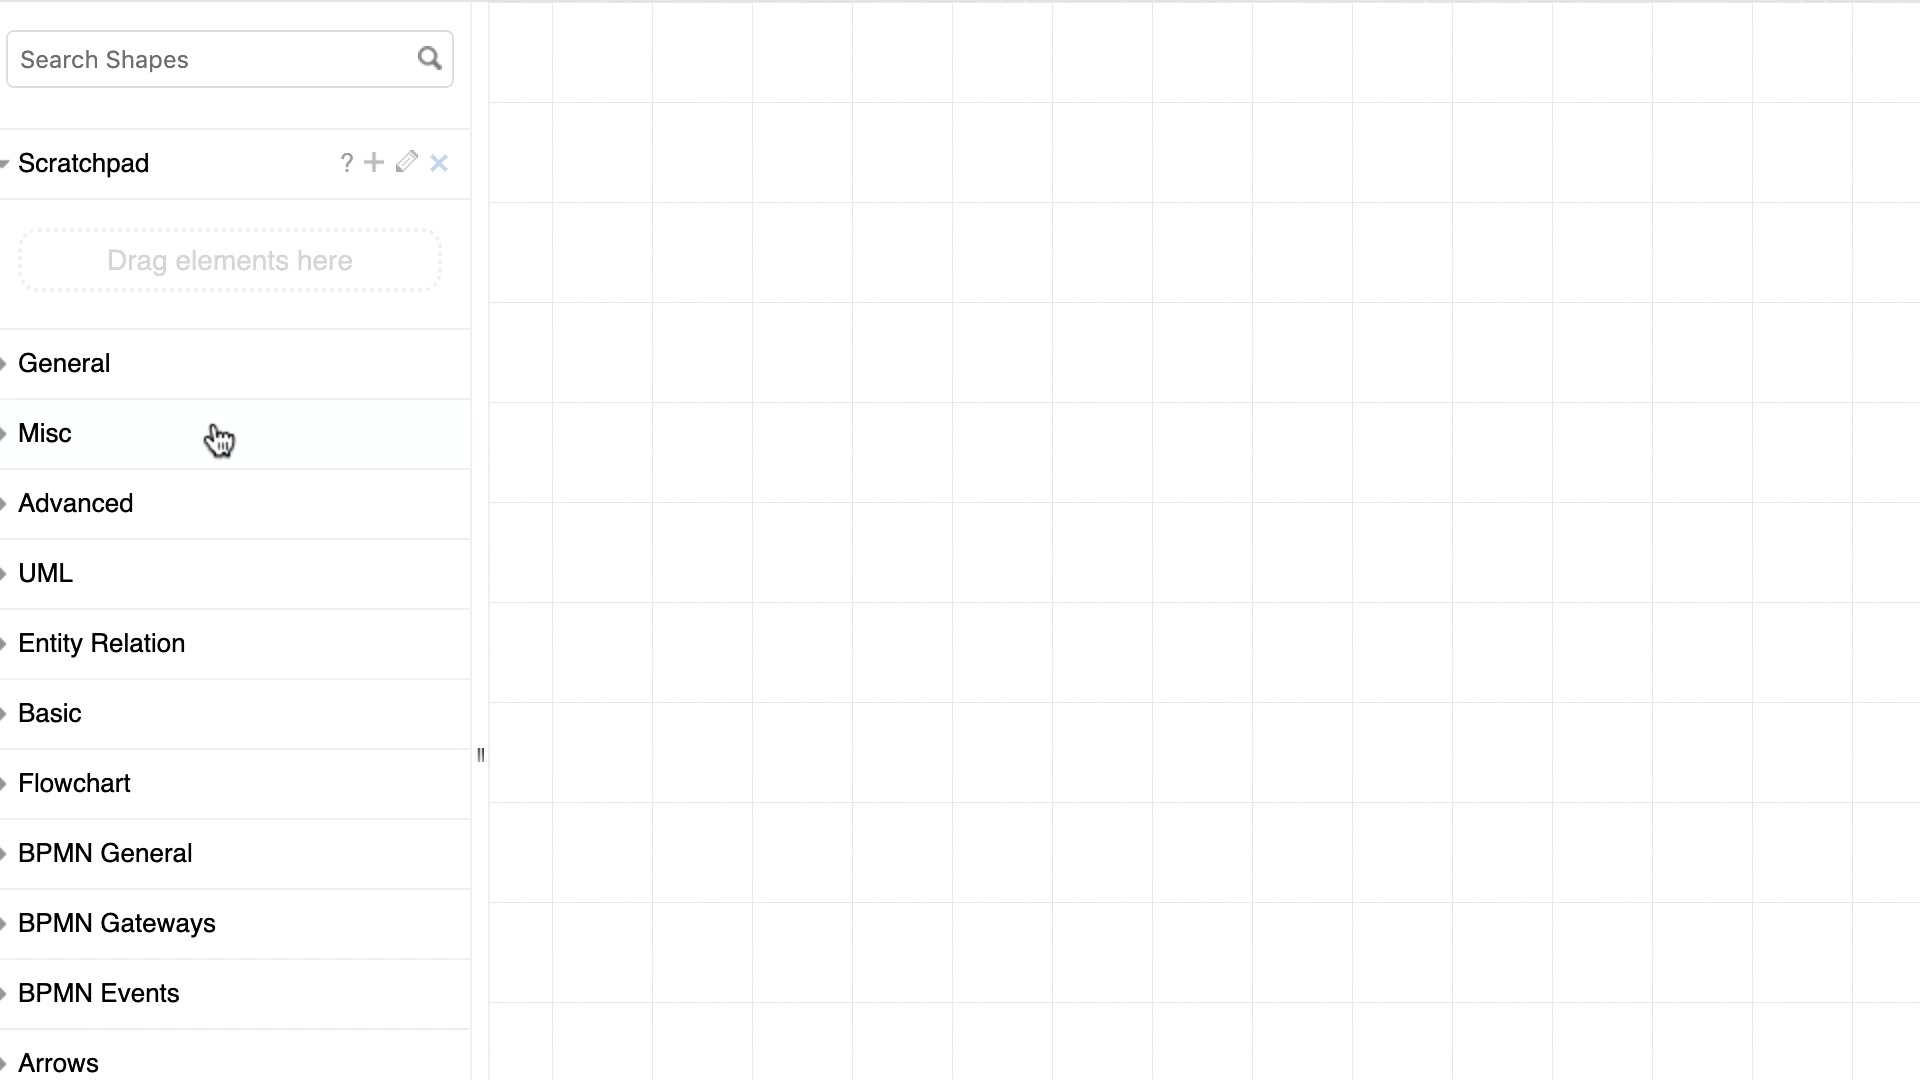 Search Shapes
Scratchpad ?
Drag elements here
General
Misc
Advanced
UML
Entity Relation
Basic
Flowchart
BPMN General
BPMN Gateways
BPMN Events
Arrows